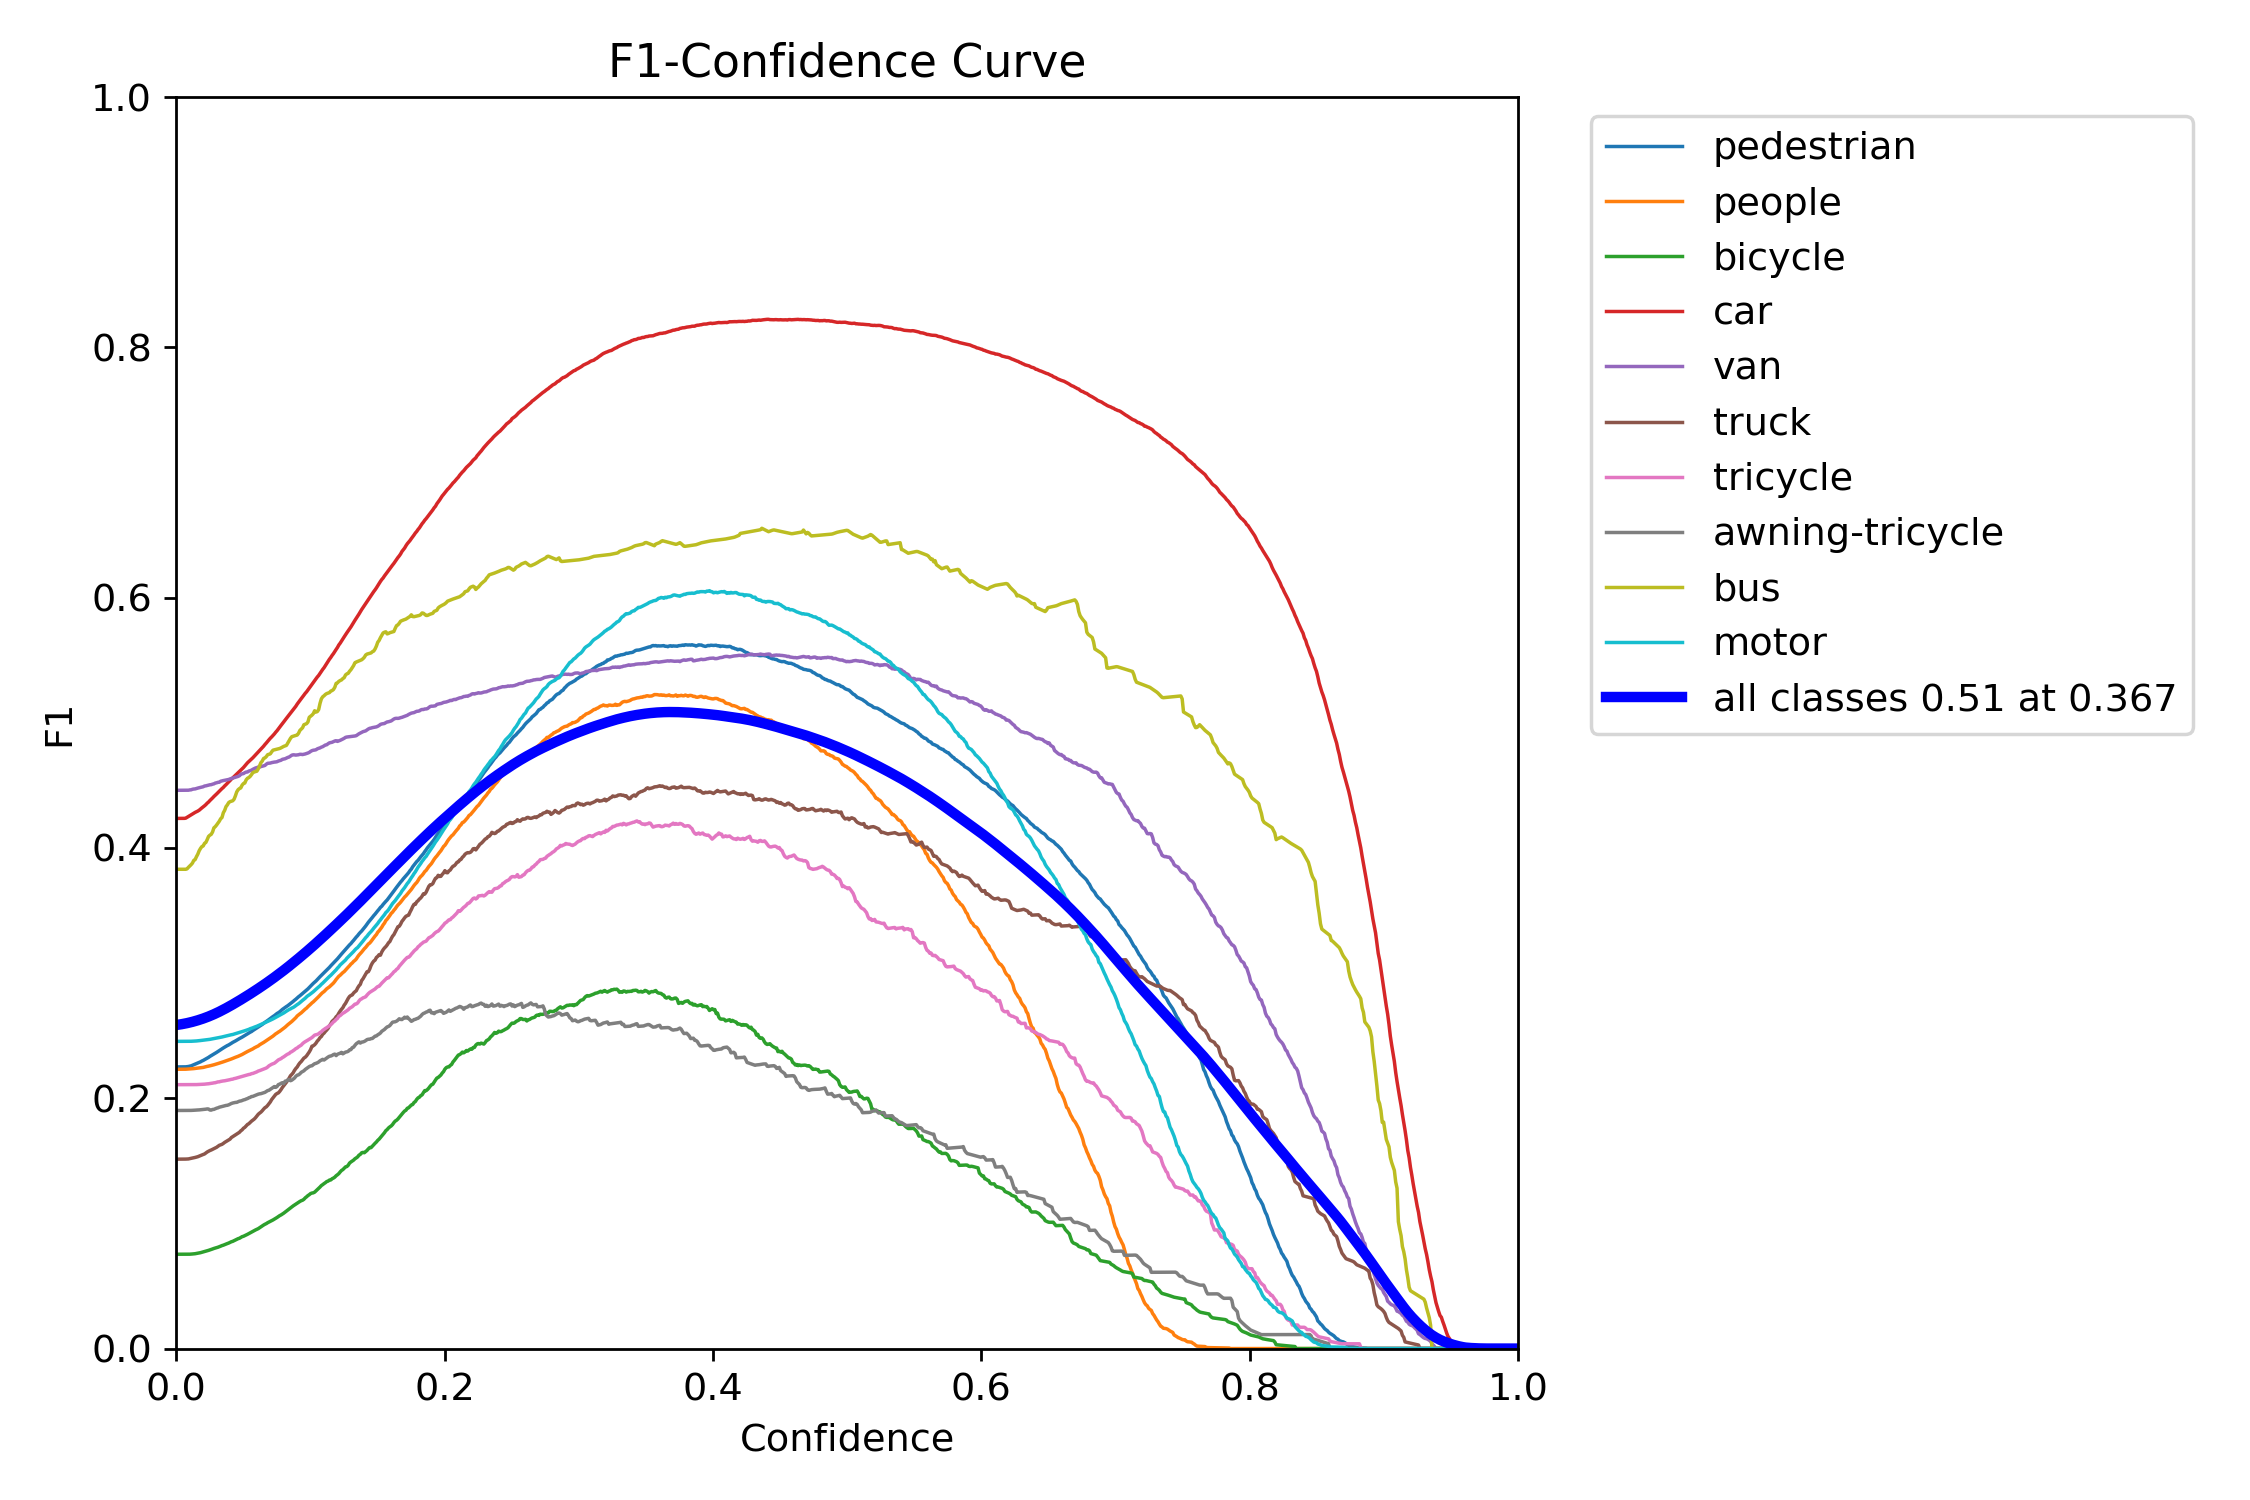 F1-Confidence Curve
1.0
0.8
0.6
0.4
0.2
0.0
F1
0.0 0.2 0.4 0.6 0.8 1.0
Confidence
pedestrian
people
bicycle
car
van
truck
tricycle
awning-tricycle
bus
motor
all classes 0.51 at 0.367